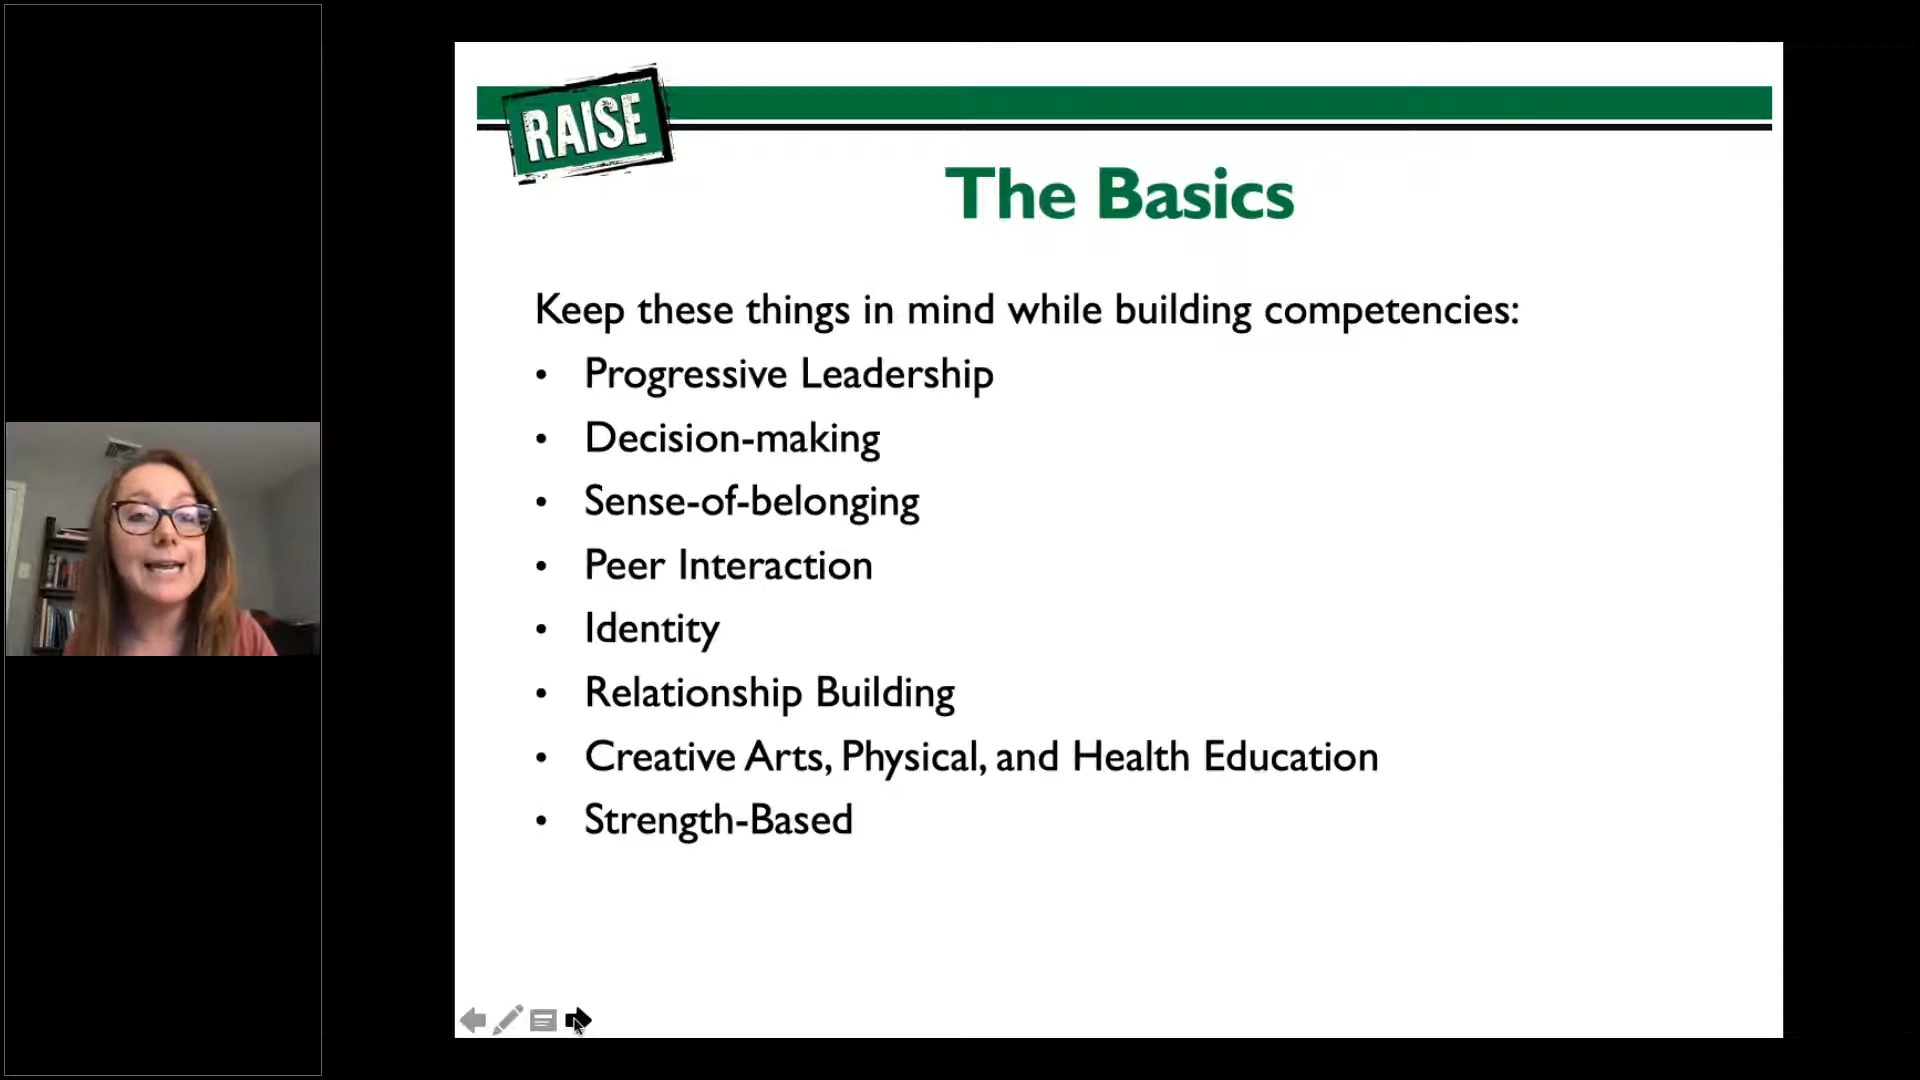 RAISE
The Basics
Keep these things in mind while building competencies:
• Progressive Leadership
• Decision-making
• Sense-of-belonging
• Peer Interaction
• Identity
• Relationship Building
• Creative Arts, Physical, and Health Education
• Strength-Based